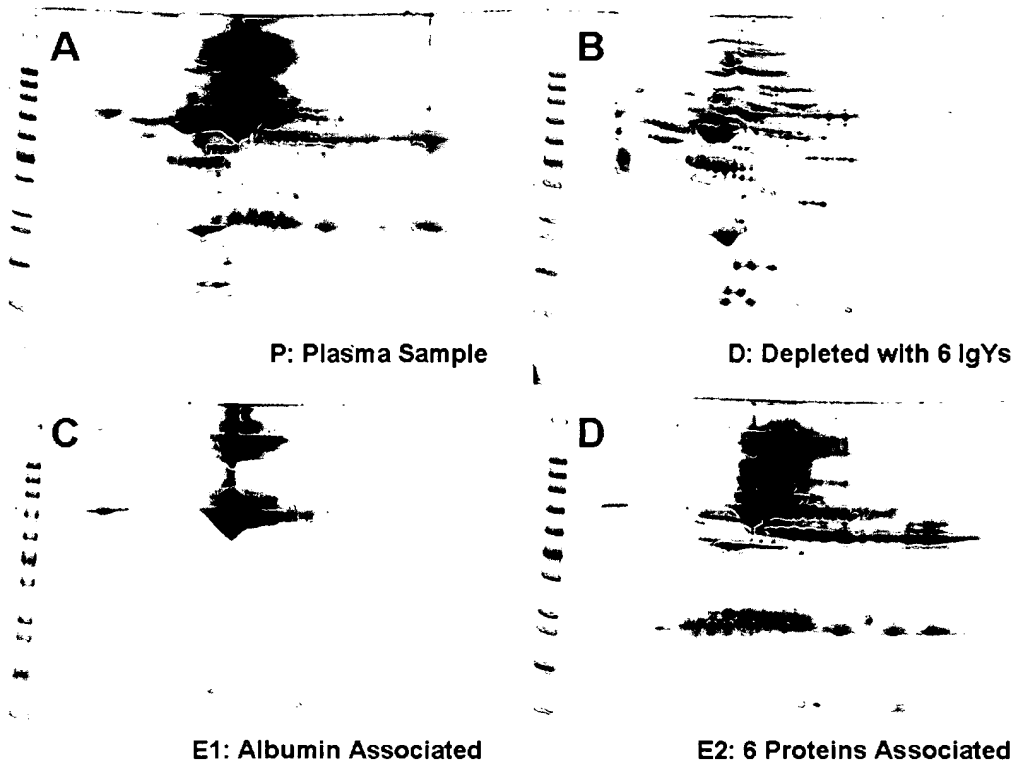 A
B
P: Plasma Sample
D: Depleted with 6 IgYs
C
D
E1: Albumin Associated
E2: 6 Proteins Associated